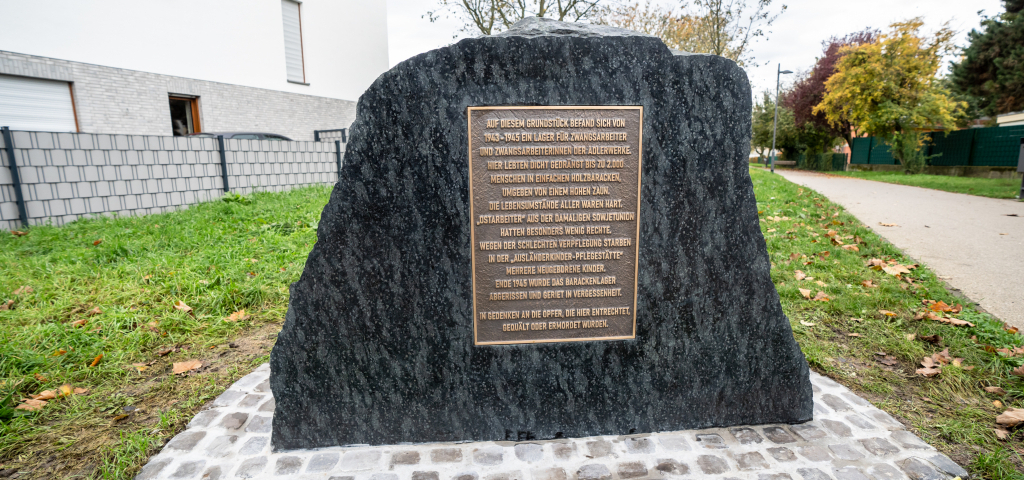 AUF DIESEM GRUNDSTÜCK BEFAND SICH VON
1943-1945 EIN LAGER FÜR ZWANGSARBEITER
UND ZWANGSARBEITERINNEN DER ADLERWERKE.
HIER LEBTEN DICHT GEDRÄNGT BIS ZU 2.000
MENSCHEN IN EINFACHEN HOLZBARACKEN,
UMGEBEN VON EINEM HOHEN ZAUN.
DIE LEBENSUMSTÄNDE ALLER WAREN HART.
„OSTARBEITER“ AUS DER DAMALIGEN SOWJETUNION
HATTEN BESONDERS WENIG RECHTE.
WEGEN DER SCHLECHTEN VERPFLEGUNG STARBEN
IN DER „AUSLÄNDERKINDER-PFLEGESTÄTTE“
MEHRERE NEUGEBORENE KINDER.
ENDE 1945 WURDE DAS BARACKENLAGER
ABGERISSEN UND GERIET IN VERGESSENHEIT.
IN GEDENKEN AN DIE OPFER, DIE HIER ENTRECHTET,
GEQUÄLT ODER ERMORDET WURDEN.